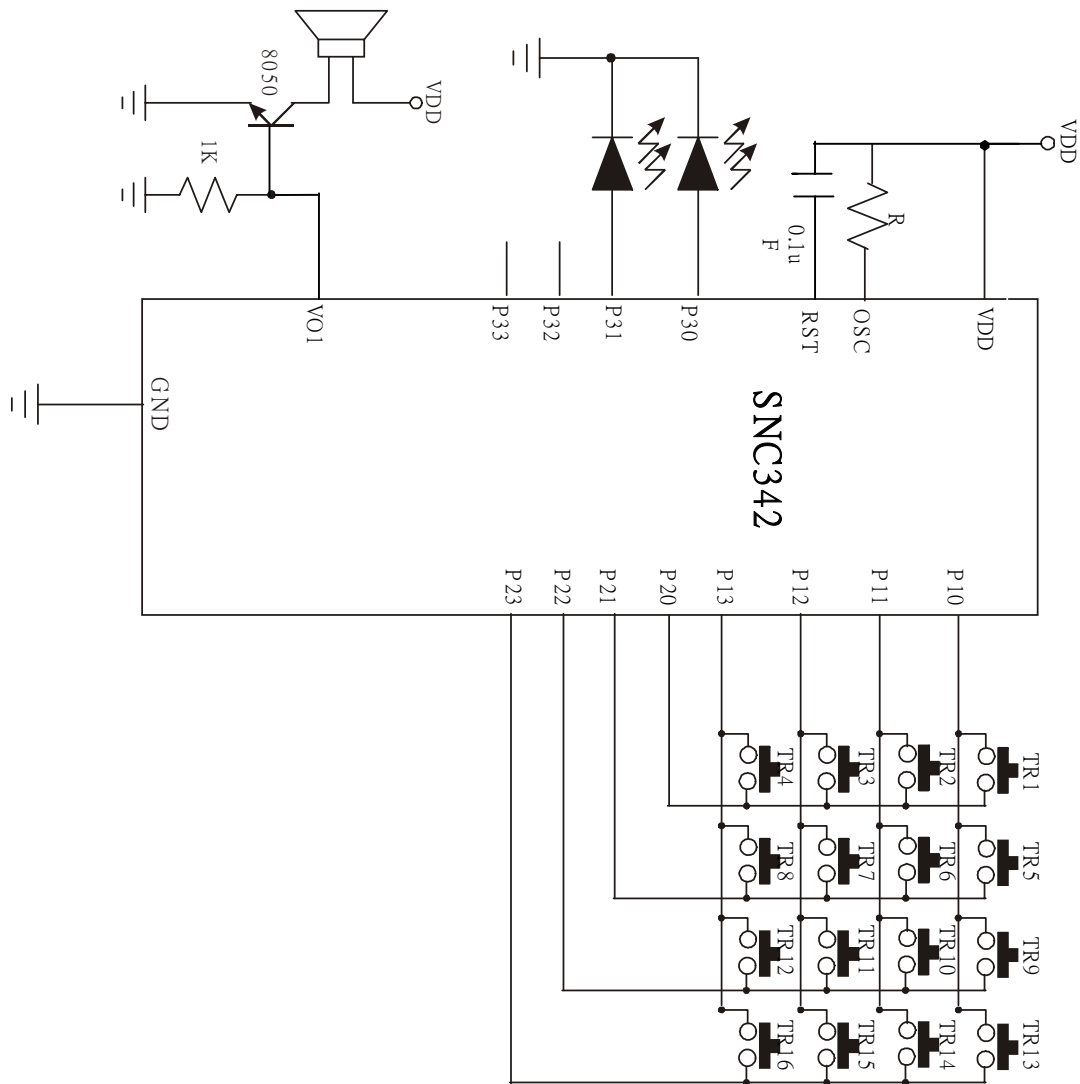 8050
VDD
1K
VDD
R
0.1u
F
VO1
P33
P32
P31
P30
RST
OSC
VDD
GND
SNC342
P23
P22
P21
P20
P13
P12
P11
P10
TR4
TR3
TR2
TR1
TR8
TR7
TR6
TR5
TR12
TR11
TR10
TR9
TR16
TR15
TR14
TR13